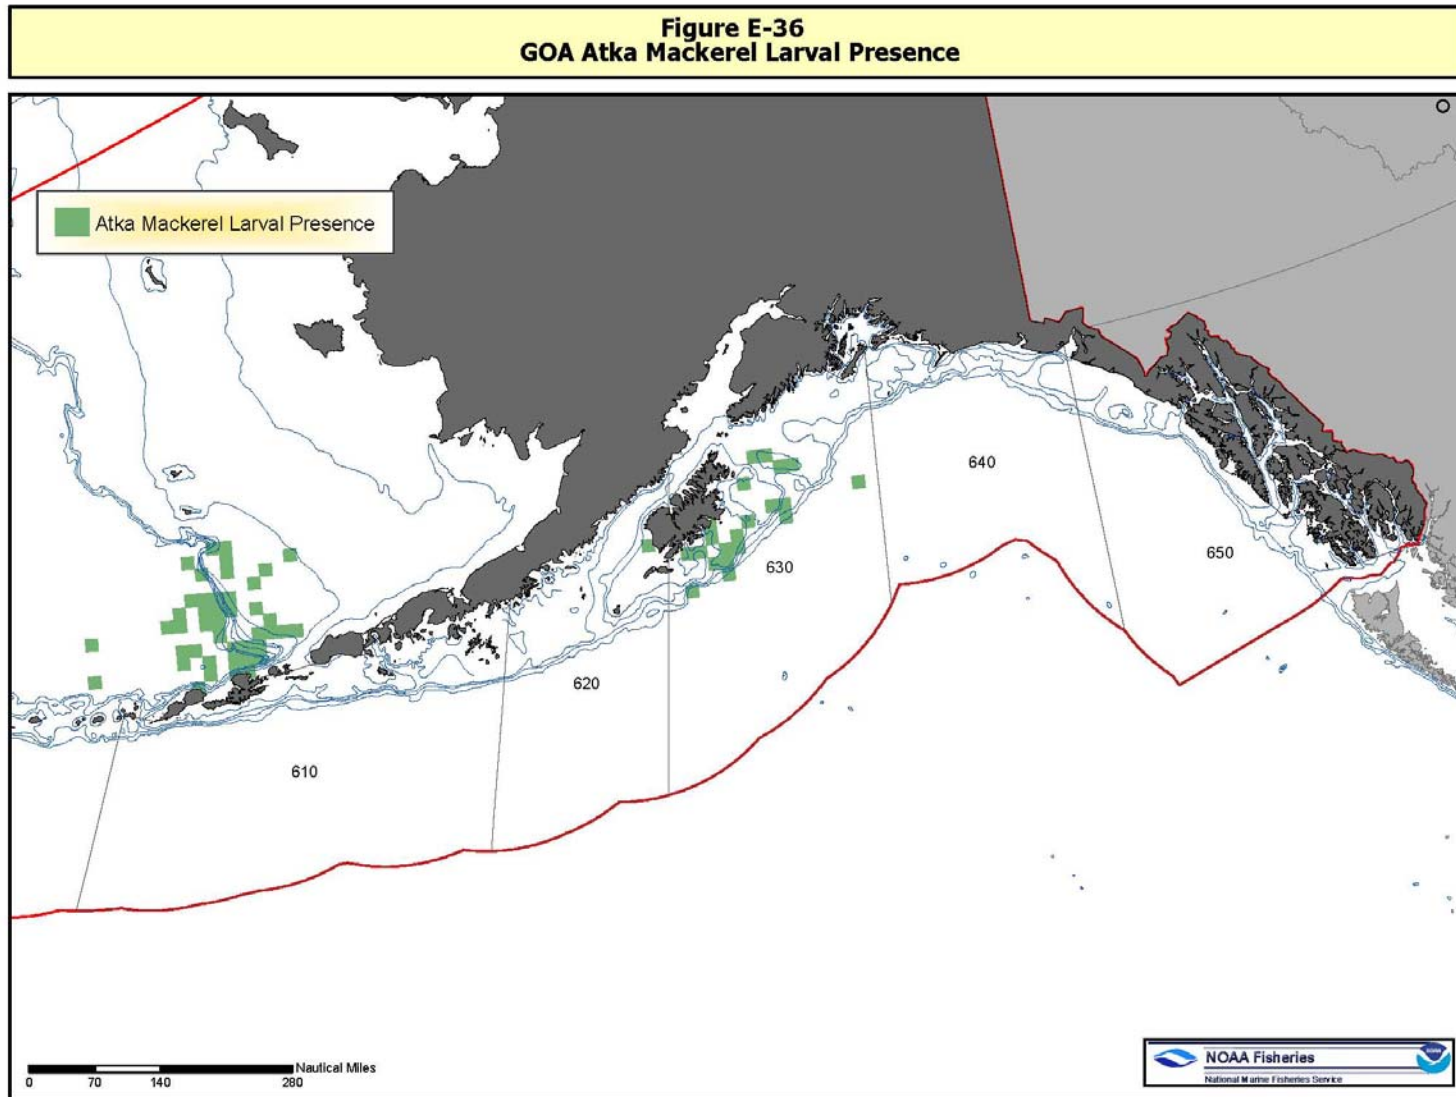 Figure E-36
GOA Atka Mackerel Larval Presence
Atka Mackerel Larval Presence
640
650
630
620
610
Nautical Miles
0 70 140 280
NOAA Fisheries
National Marine Fisheries Service